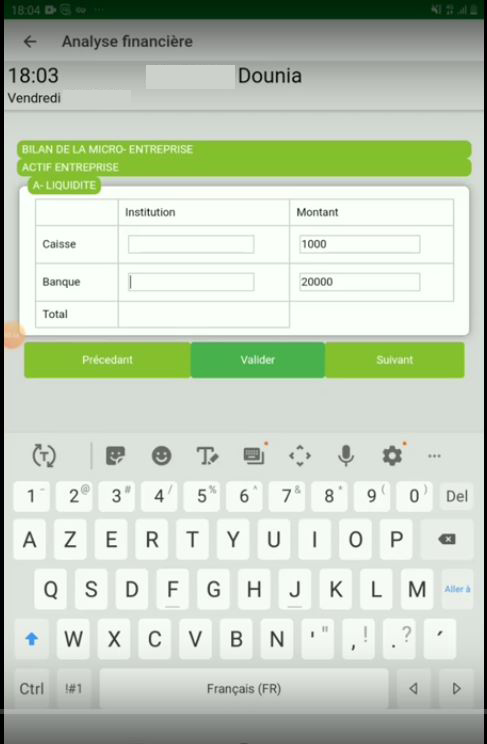 18:04
Analyse financière
18:03
Dounia
Vendredi
BILAN DE LA MICRO- ENTREPRISE
ACTIF ENTREPRISE
A- LIQUIDITE
Institution Montant
Caisse 1000
Banque 20000
Total
Précedant Valider Suivant
1 - 2 @ 3 # 4 / 5 % 6 ^ 7 & 8 * 9 ( 0 ) Del
A Z E R T Y U I O P
Q S D F G H J K L M Aller à
W X C V B N ' " , ! . ? ´
Ctrl !#1 Français (FR)